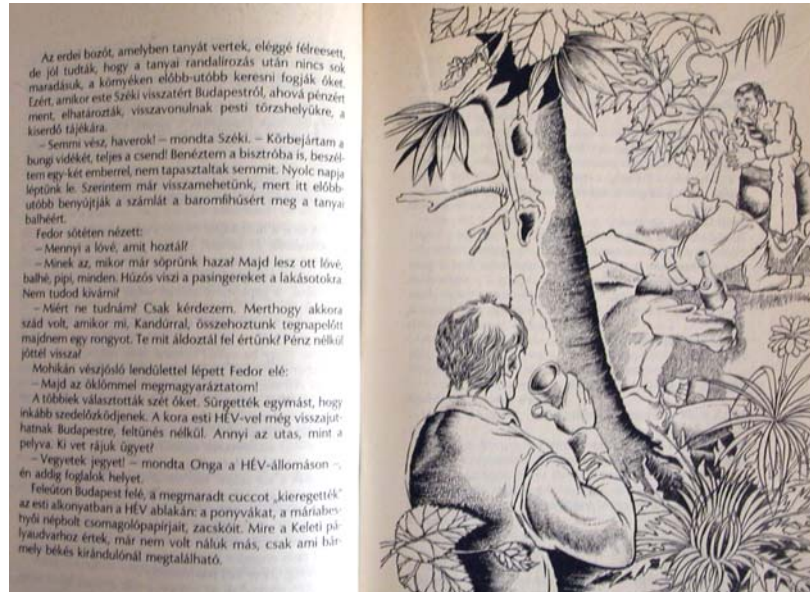 Az erdei bozót, amelyben tanyát vertek, eléggé félreesett,
de jól tudták, hogy a tanyai randalírozás után nincs sok
maradásuk, a környéken előbb-utóbb keresni fogják őket.
Ezért, amikor este Széki visszatért Budapestről, ahová pénzért
ment, elhatározták, visszavonulnak pesti törzshelyükre, a
kiserdő tájékára.
– Semmi vész, haverok! – mondta Széki. – Körbejártam a
bungi vidékét, teljes a csend! Benéztem a bisztróba is, beszél-
tem egy-két emberrel, nem tapasztaltak semmit. Nyolc napja
léptünk le. Szerintem már visszamehetünk, mert itt előbb-
utóbb benyújtják a számlát a baromfihúsért meg a tanyai
balhéért.
Fedor sötéten nézett:
– Mennyi a lóvé, amit hoztál?
– Minek az, mikor már söprünk haza? Majd lesz ott lóvé,
balhé, pipi, minden. Húzós viszi a pasingereket a lakásotokra.
Nem tudod kivárni?
– Miért ne tudnám? Csak kérdezem. Merthogy akkora
szád volt, amikor mi, Kandúrral, összehoztunk tegnapelőtt
majdnem egy rongyot. Te mit áldoztál fel értünk? Pénz nélkül
jöttél vissza?
Mohikán vészjósló lendülettel lépett Fedor elé:
– Majd az öklömmel megmagyaráztatom!
A többiek választották szét őket. Sürgették egymást, hogy
inkább szedelőzködjenek. A kora esti HÉV-vel még visszajut-
hatnak Budapestre, feltűnés nélkül. Annyi az utas, mint a
pelyva. Ki vet rájuk ügyet?
– Vegyetek jegyet! – mondta Onga a HÉV-állomáson –,
én addig foglalok helyet.
Feleúton Budapest felé, a megmaradt cuccot „kieregették”
az esti alkonyatban a HÉV ablakán: a ponyvákat, a máriabes-
nyői népbolt csomagolópapírjait, zacskóit. Mire a Keleti pá-
lyaudvarhoz értek, már nem volt náluk más, csak ami bár-
mely békés kirándulónál megtalálható.